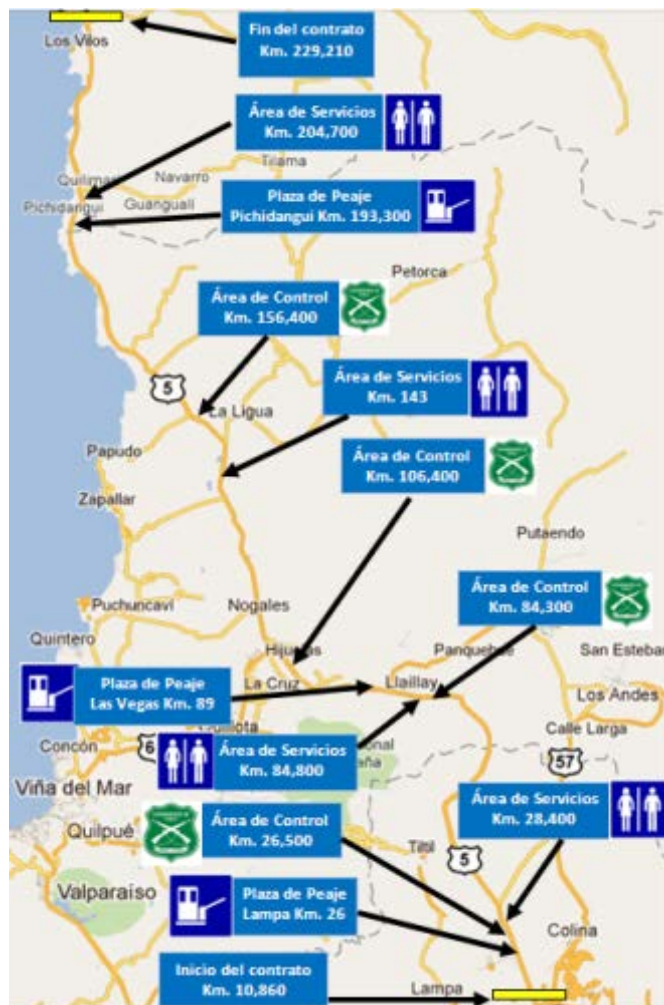 Fin del contrato
Km. 229,210
Los Vilos
Área de Servicios
Km. 204,700
Tilama
Navarro
Guanguali
Pichidangui
Plaza de Peaje
Pichidangui Km. 193,300
Petorca
Área de Control
Km. 156,400
5
Área de Servicios
Km. 143
La Ligua
Área de Control
Km. 106,400
Papudo
Zapallar
Putaendo
Área de Control
Km. 84,300
Puchuncaví
Nogales
Quintero
San Esteban
Plaza de Peaje
Las Vegas Km. 89
La Cruz
Llaillay
Los Andes
Calle Larga
Concón
6
Área de Servicios
Km. 84,800
57
Viña del Mar
Área de Servicios
Km. 28,400
Quilpué
Área de Control
Km. 26,500
Tiltil
5
Valparaíso
Plaza de Peaje
Lampa Km. 26
Colina
Inicio del contrato
Km. 10,860
Lampa